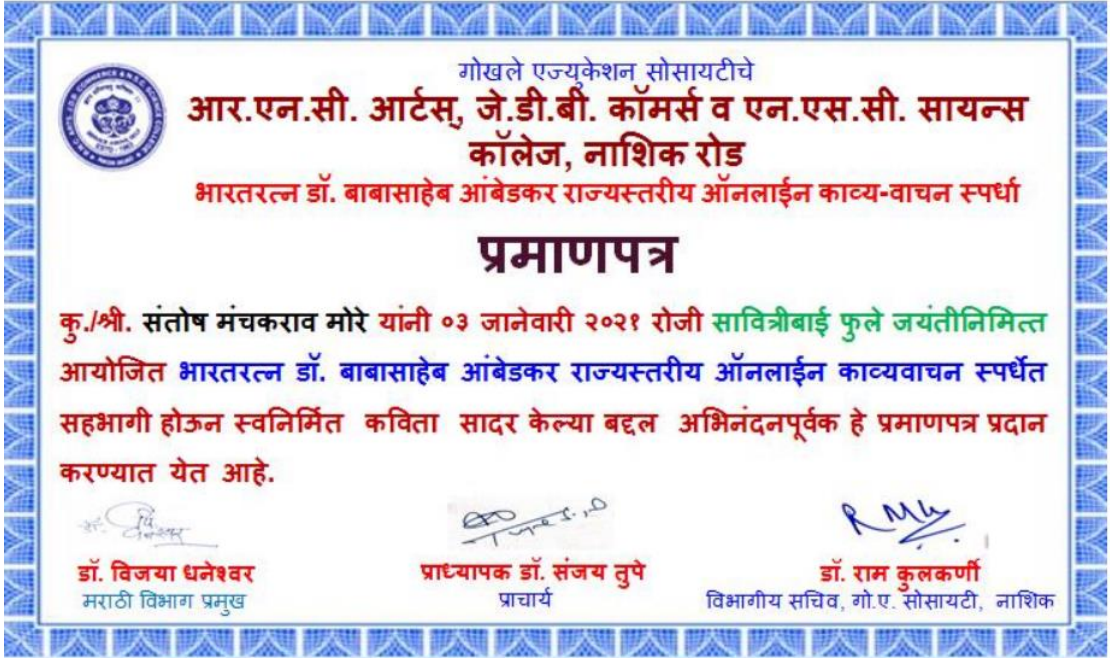 गोखले एज्युकेशन सोसायटीचे
आर.एन.सी. आर्टस्, जे.डी.बी. कॉमर्स व एन.एस.सी. सायन्स
कॉलेज, नाशिक रोड
भारतरत्न डॉ. बाबासाहेब आंबेडकर राज्यस्तरीय ऑनलाईन काव्य-वाचन स्पर्धा
प्रमाणपत्र
कु./श्री. संतोष मंचकराव मोरे यांनी ०३ जानेवारी २०२१ रोजी सावित्रीबाई फुले जयंतीनिमित्त
आयोजित भारतरत्न डॉ. बाबासाहेब आंबेडकर राज्यस्तरीय ऑनलाईन काव्यवाचन स्पर्धेत
सहभागी होऊन स्वनिर्मित कविता सादर केल्या बद्दल अभिनंदनपूर्वक हे प्रमाणपत्र प्रदान
करण्यात येत आहे.
डॉ. विजया धनेश्वर
मराठी विभाग प्रमुख
प्राध्यापक डॉ. संजय तुपे
प्राचार्य
डॉ. राम कुलकर्णी
विभागीय सचिव, गो.ए. सोसायटी, नाशिक